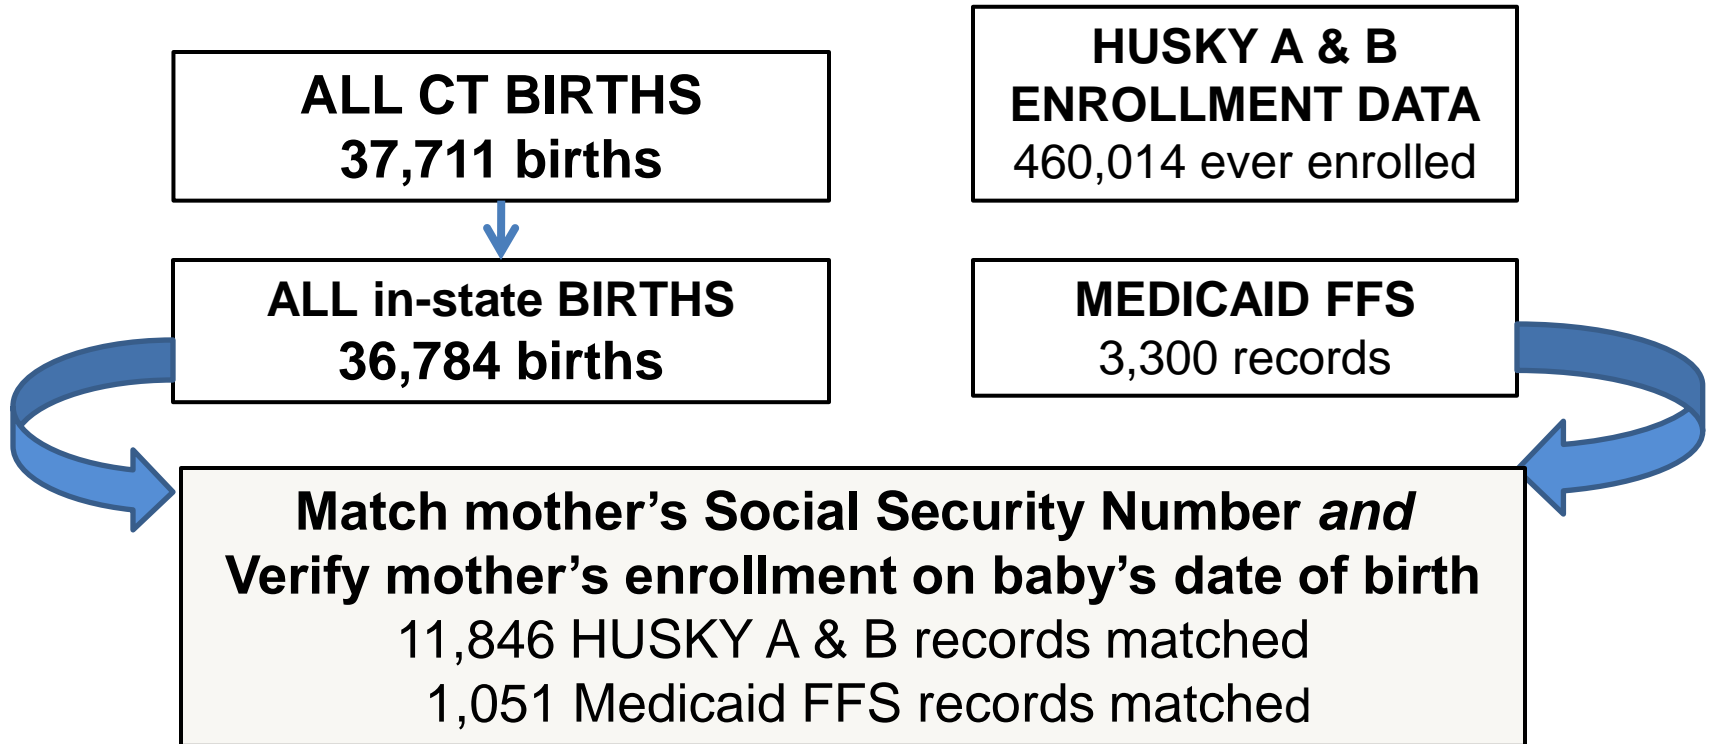 ALL CT BIRTHS
37,711 births
HUSKY A & B
ENROLLMENT DATA
460,014 ever enrolled
ALL in-state BIRTHS
36,784 births
MEDICAID FFS
3,300 records
Match mother’s Social Security Number and
Verify mother’s enrollment on baby’s date of birth
11,846 HUSKY A & B records matched
1,051 Medicaid FFS records matched